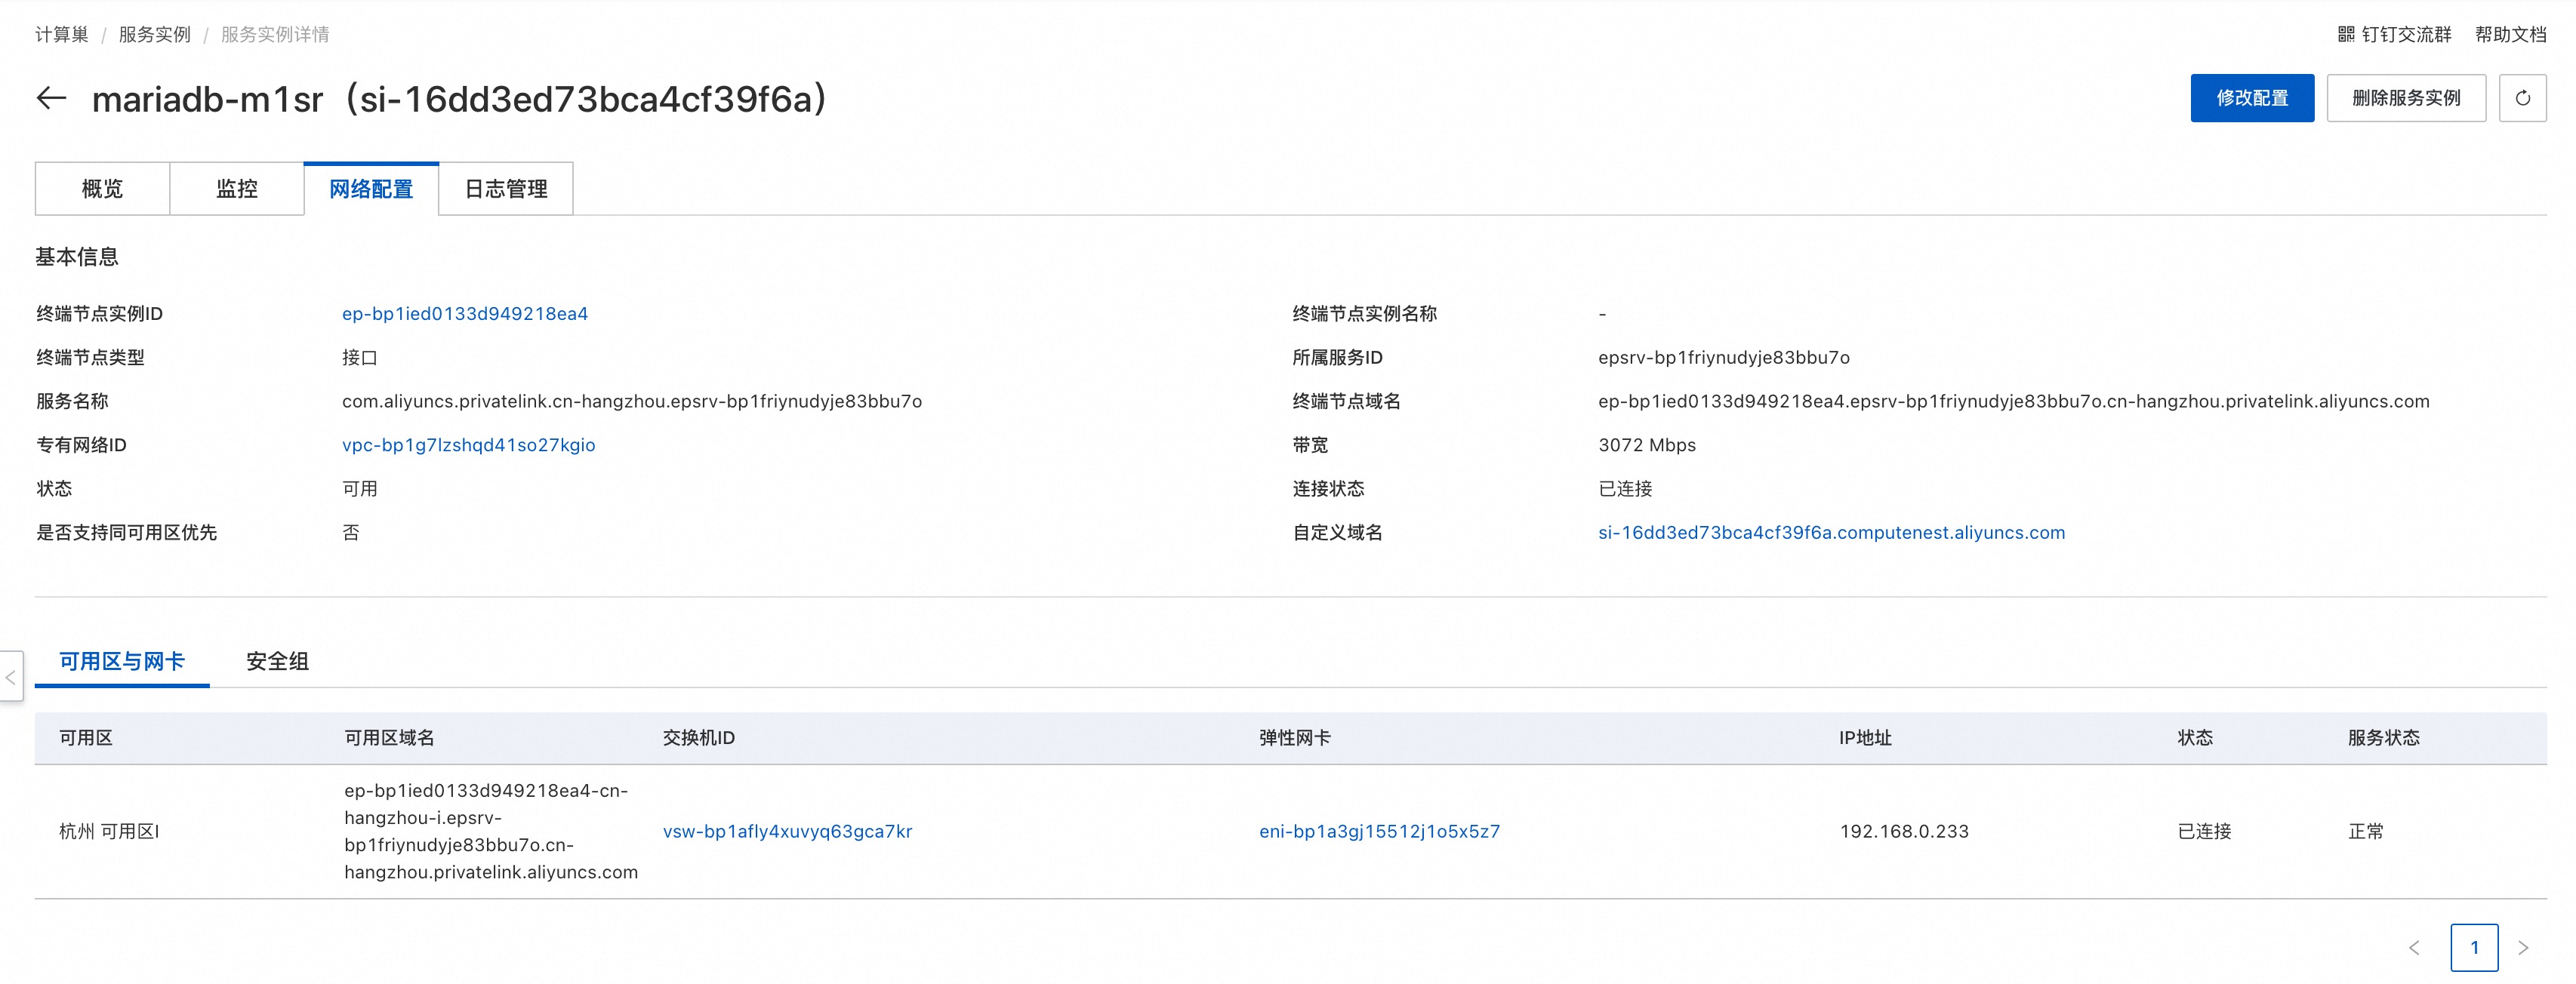 计算巢 / 服务实例 / 服务实例详情
钉钉交流群 帮助文档
mariadb-m1sr（si-16dd3ed73bca4cf39f6a）
修改配置 删除服务实例
概览 监控 网络配置 日志管理
基本信息
终端节点实例ID ep-bp1ied0133d949218ea4 终端节点实例名称 -
终端节点类型 接口 所属服务ID epsrv-bp1friynudyje83bbu7o
服务名称 com.aliyuncs.privatelink.cn-hangzhou.epsrv-bp1friynudyje83bbu7o 终端节点域名 ep-bp1ied0133d949218ea4.epsrv-bp1friynudyje83bbu7o.cn-hangzhou.privatelink.aliyuncs.com
专有网络ID vpc-bp1g7lzshqd41so27kgio 带宽 3072 Mbps
状态 可用 连接状态 已连接
是否支持同可用区优先 否 自定义域名 si-16dd3ed73bca4cf39f6a.computenest.aliyuncs.com
可用区与网卡 安全组
可用区 可用区域名 交换机ID 弹性网卡 IP地址 状态 服务状态
杭州 可用区I
ep-bp1ied0133d949218ea4-cn-
hangzhou-i.epsrv-
bp1friynudyje83bbu7o.cn-
hangzhou.privatelink.aliyuncs.com
vsw-bp1afly4xuvyq63gca7kr eni-bp1a3gj15512j1o5x5z7 192.168.0.233 已连接 正常
1